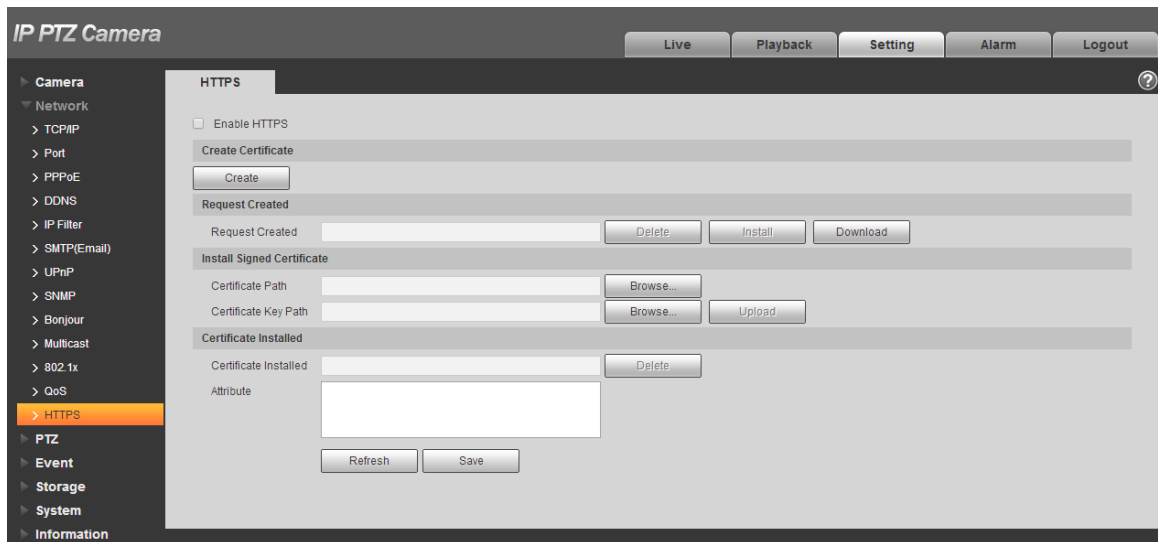 IP PTZ Camera
Live Playback Setting Alarm Logout
Camera
Network
TCP/IP
Port
PPPoE
DDNS
IP Filter
SMTP(Email)
UPnP
SNMP
Bonjour
Multicast
802.1x
QoS
HTTPS
PTZ
Event
Storage
System
Information
HTTPS
?
Enable HTTPS
Create Certificate
Create
Request Created
Request Created Delete Install Download
Install Signed Certificate
Certificate Path Browse...
Certificate Key Path Browse... Upload
Certificate Installed
Certificate Installed Delete
Attribute
Refresh Save